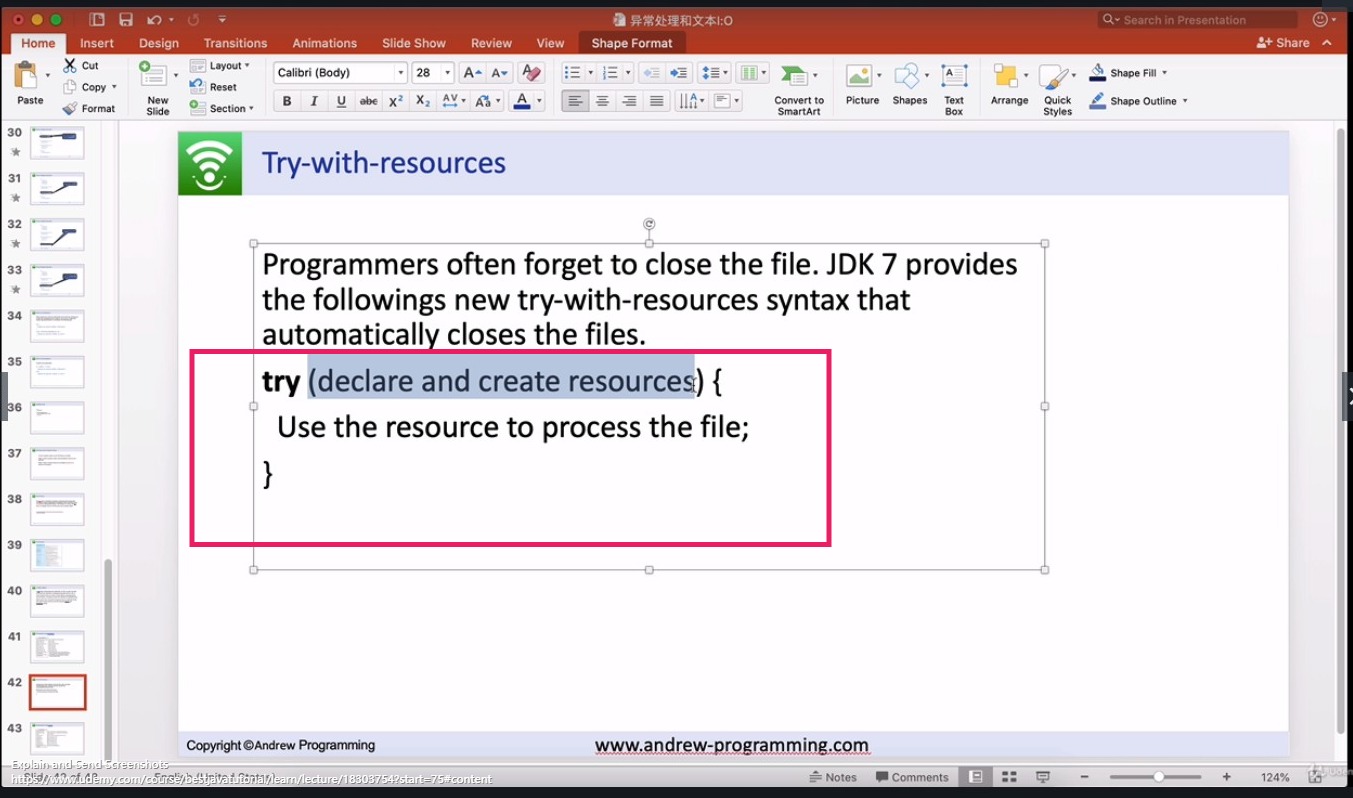 异常处理和文本I:O
Search in Presentation
Home Insert Design Transitions Animations Slide Show Review View Shape Format
Share
Paste
Cut
Copy
Format
New Slide
Layout
Reset
Section
Calibri (Body) 28
Convert to SmartArt
Picture
Shapes
Text Box
Arrange
Quick Styles
Shape Fill
Shape Outline
30
31
32
33
34
35
36
37
38
39
40
41
42
43
Try-with-resources
Programmers often forget to close the file. JDK 7 provides
the followings new try-with-resources syntax that
automatically closes the files.
try (declare and create resources) {
Use the resource to process the file;
}
Copyright ©Andrew Programming
www.andrew-programming.com
Explain-and-Send-Screenshots
https://www.udemy.com/course/bestjavatutorial/learn/lecture/18303754?start=75#content
Notes
Comments
124%